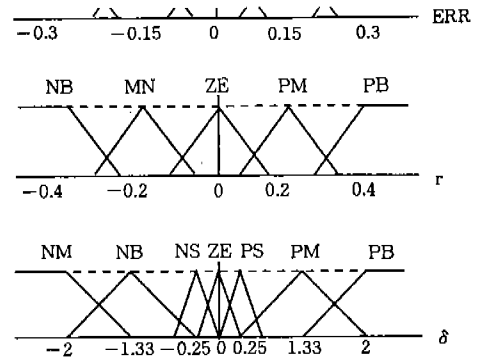 ERR
−0.3 −0.15 0 0.15 0.3
NB MN ZE PM PB
−0.4 −0.2 0 0.2 0.4 r
NM NB NS ZE PS PM PB
−2 −1.33 −0.25 0 0.25 1.33 2 δ